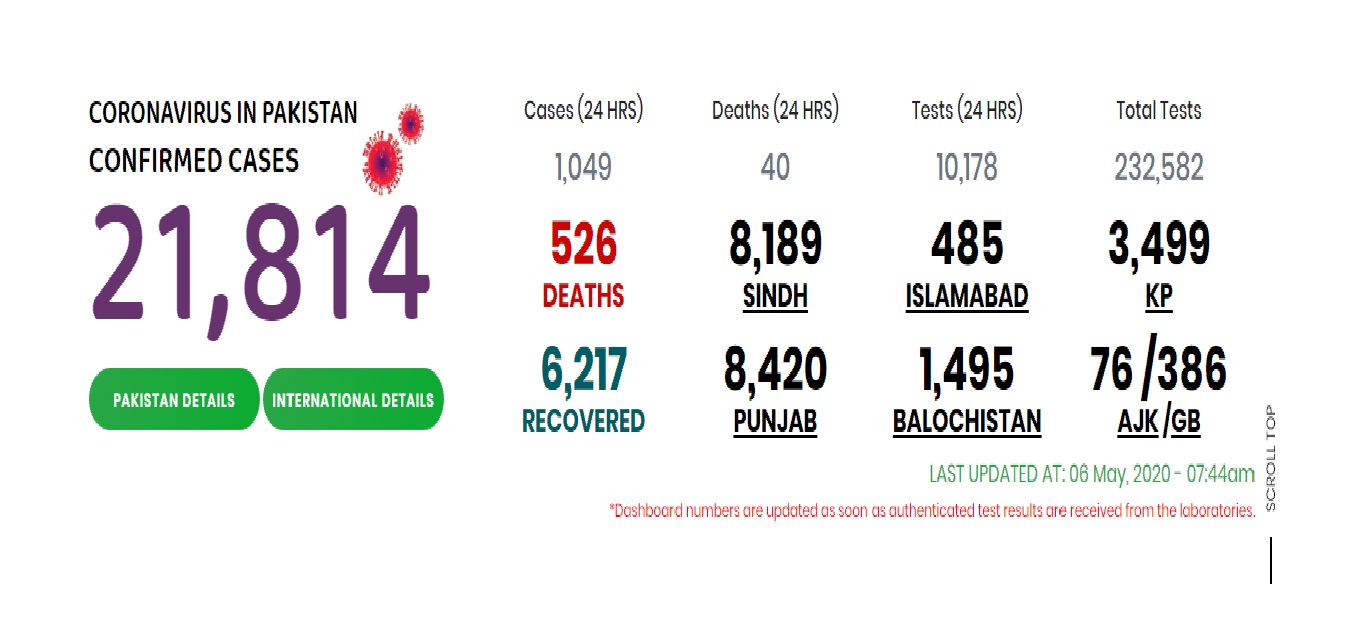 CORONAVIRUS IN PAKISTAN
CONFIRMED CASES
21,814
PAKISTAN DETAILS INTERNATIONAL DETAILS
Cases (24 HRS) Deaths (24 HRS) Tests (24 HRS) Total Tests
1,049 40 10,178 232,582
526 8,189 485 3,499
DEATHS SINDH ISLAMABAD KP
6,217 8,420 1,495 76 /386
RECOVERED PUNJAB BALOCHISTAN AJK /GB
LAST UPDATED AT: 06 May, 2020 - 07:44am
*Dashboard numbers are updated as soon as authenticated test results are received from the laboratories.
SCROLL TOP